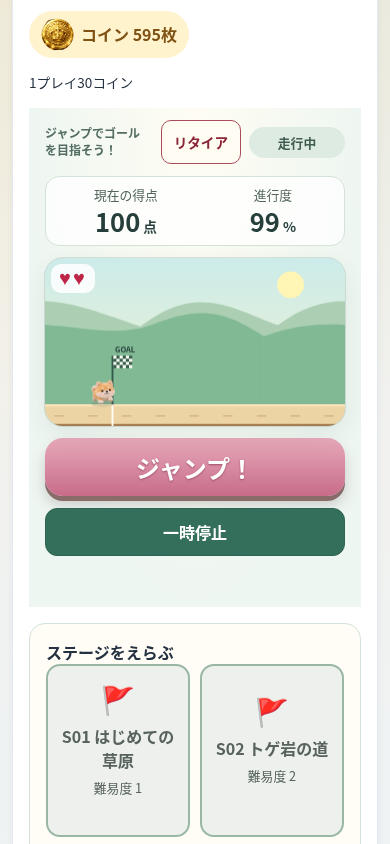 コイン 595枚
1プレイ30コイン
ジャンプでゴール
を目指そう！
リタイア
走行中
現在の得点
進行度
100 点
99 %
GOAL
ジャンプ！
一時停止
ステージをえらぶ
S01 はじめての
草原
難易度 1
S02 トゲ岩の道
難易度 2